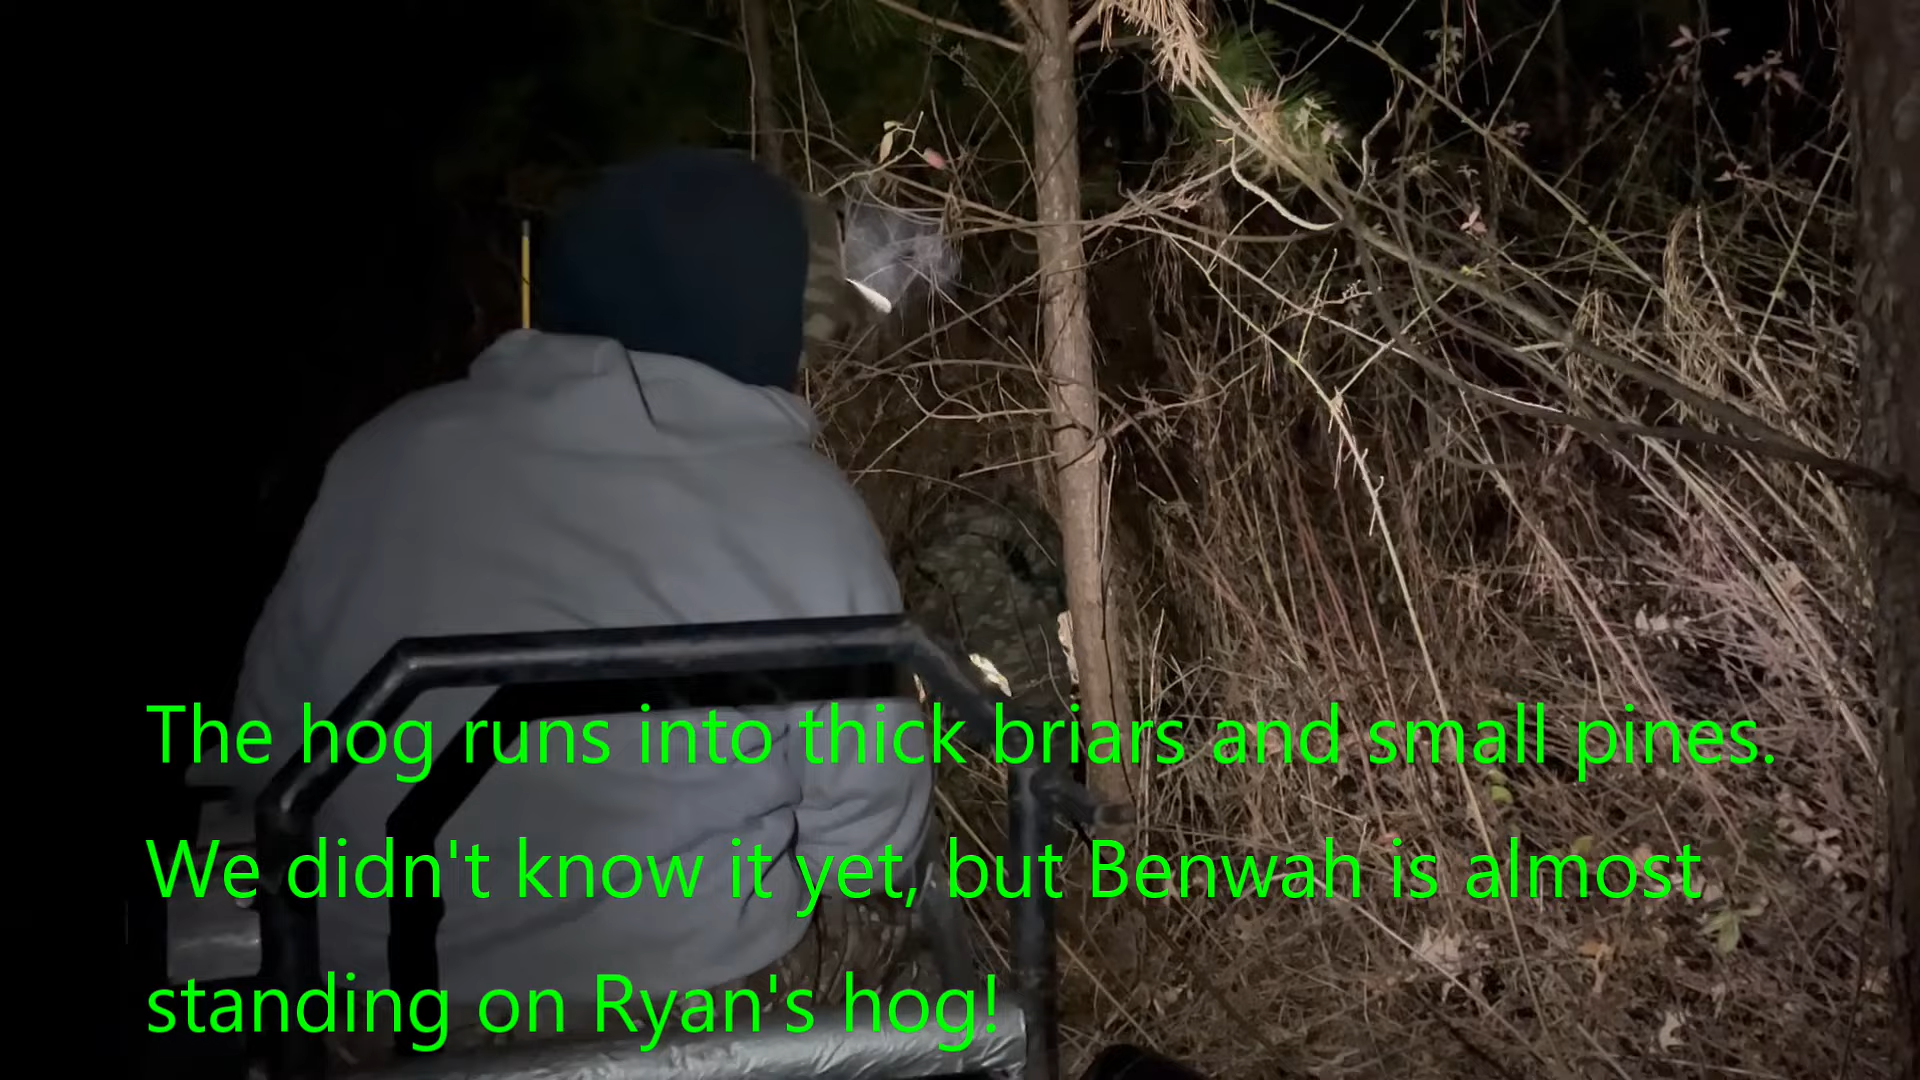 The hog runs into thick briars and small pines.
We didn't know it yet, but Benwah is almost
standing on Ryan's hog!